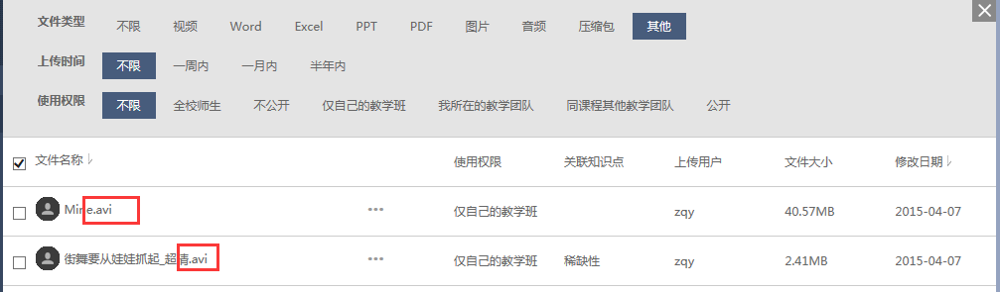 文件类型 不限 视频 Word Excel PPT PDF 图片 音频 压缩包 其他
上传时间 不限 一周内 一月内 半年内
使用权限 不限 全校师生 不公开 仅自己的教学班 我所在的教学团队 同课程其他教学团队 公开
文件名称 使用权限 关联知识点 上传用户 文件大小 修改日期
Mine.avi ••• 仅自己的教学班 zqy 40.57MB 2015-04-07
街舞要从娃娃抓起_超清.avi ••• 仅自己的教学班 稀缺性 zqy 2.41MB 2015-04-07